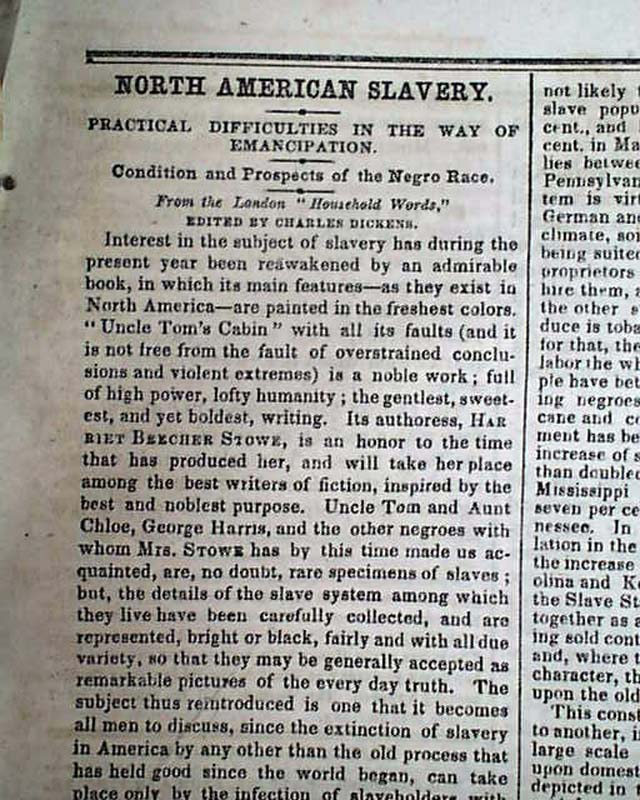 NORTH AMERICAN SLAVERY.
PRACTICAL DIFFICULTIES IN THE WAY OF
EMANCIPATION.
Condition and Prospects of the Negro Race.
From the London "Household Words,"
EDITED BY CHARLES DICKENS.
Interest in the subject of slavery has during the
present year been reawakened by an admirable
book, in which its main features—as they exist in
North America—are painted in the freshest colors.
"Uncle Tom's Cabin" with all its faults (and it
is not free from the fault of overstrained conclu-
sions and violent extremes) is a noble work; full
of high power, lofty humanity; the gentlest, sweet-
est, and yet boldest, writing. Its authoress, HAR
RIET BEECHER STOWE, is an honor to the time
that has produced her, and will take her place
among the best writers of fiction, inspired by the
best and noblest purpose. Uncle Tom and Aunt
Chloe, George Harris, and the other negroes with
whom Mrs. STOWE has by this time made us ac-
quainted, are, no doubt, rare specimens of slaves;
but, the details of the slave system among which
they live have been carefully collected, and are
represented, bright or black, fairly and with all due
variety, so that they may be generally accepted as
remarkable pictures of the every day truth. The
subject thus reintroduced is one that it becomes
all men to discuss, since the extinction of slavery
in America by any other than the old process that
has held good since the world began, can take
place only by the infection of slaveholders with
not likely
slave popu
cent., and
cent. in Ma
lies betwee
Pennsylvan
tem is virt
German and
climate, soi
being suited
proprietors
hire them, a
the other s
duce is toba
for that, the
labor the wh
ple have bet
ing negroes
cane and co
ment has be
increase of s
than doubled
Mississippi
seven per ce
nessee. In
lation in the
the increase
olina and Ke
the Slave St
together as a
ing sold cont
and, where t
character, th
upon the old
This const
to another, i
large scale
upon domest
depicted in